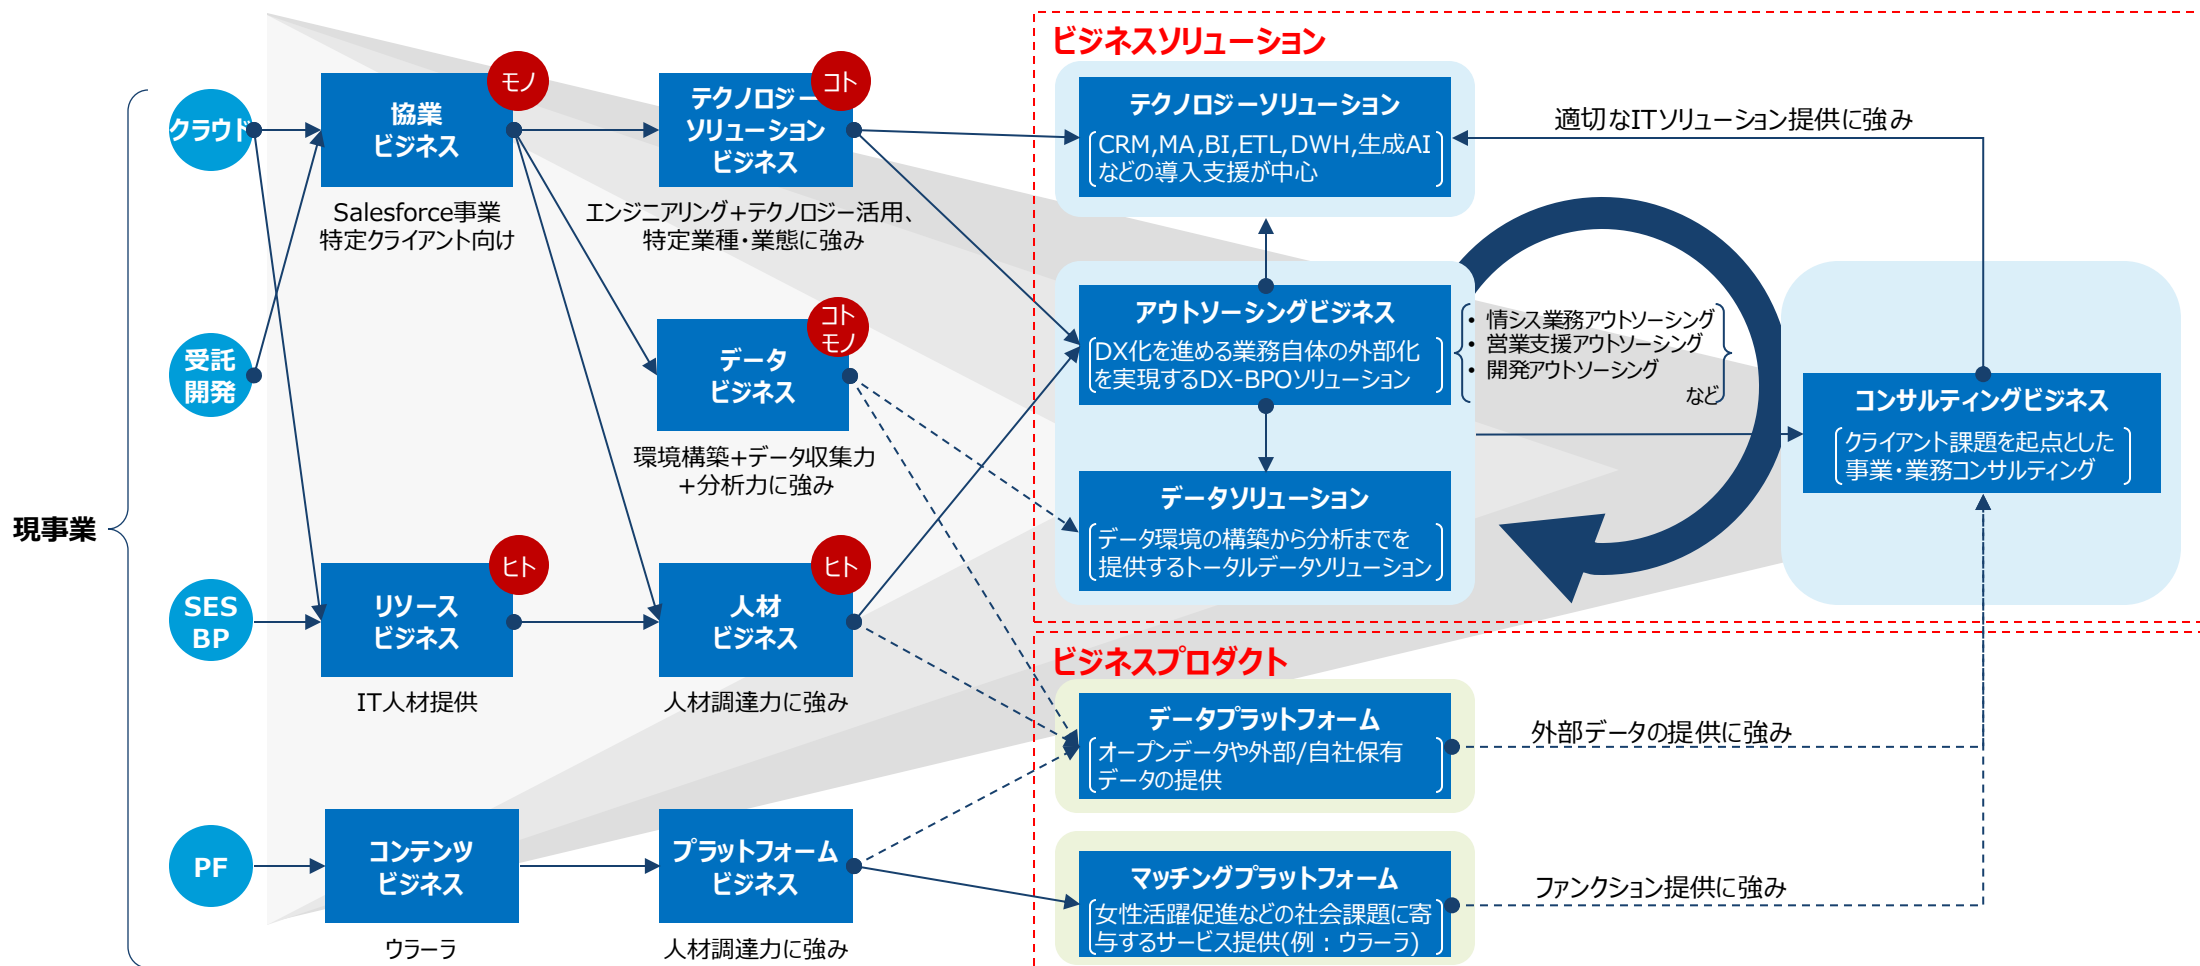 現事業
クラウド
受託
開発
SES
BP
PF
協業
ビジネス
モノ
Salesforce事業
特定クライアント向け
リソース
ビジネス
ヒト
IT人材提供
コンテンツ
ビジネス
ウラーラ
テクノロジー
ソリューション
ビジネス
コト
エンジニアリング+テクノロジー活用、
特定業種・業態に強み
データ
ビジネス
コト
モノ
環境構築+データ収集力
+分析力に強み
人材
ビジネス
ヒト
人材調達力に強み
プラットフォーム
ビジネス
人材調達力に強み
ビジネスソリューション
テクノロジーソリューション
CRM,MA,BI,ETL,DWH,生成AI
などの導入支援が中心
アウトソーシングビジネス
DX化を進める業務自体の外部化
を実現するDX-BPOソリューション
• 情シス業務アウトソーシング
• 営業支援アウトソーシング
• 開発アウトソーシング
など
データソリューション
データ環境の構築から分析までを
提供するトータルデータソリューション
適切なITソリューション提供に強み
コンサルティングビジネス
クライアント課題を起点とした
事業・業務コンサルティング
ビジネスプロダクト
データプラットフォーム
オープンデータや外部/自社保有
データの提供
外部データの提供に強み
マッチングプラットフォーム
女性活躍促進などの社会課題に寄
与するサービス提供(例：ウラーラ)
ファンクション提供に強み